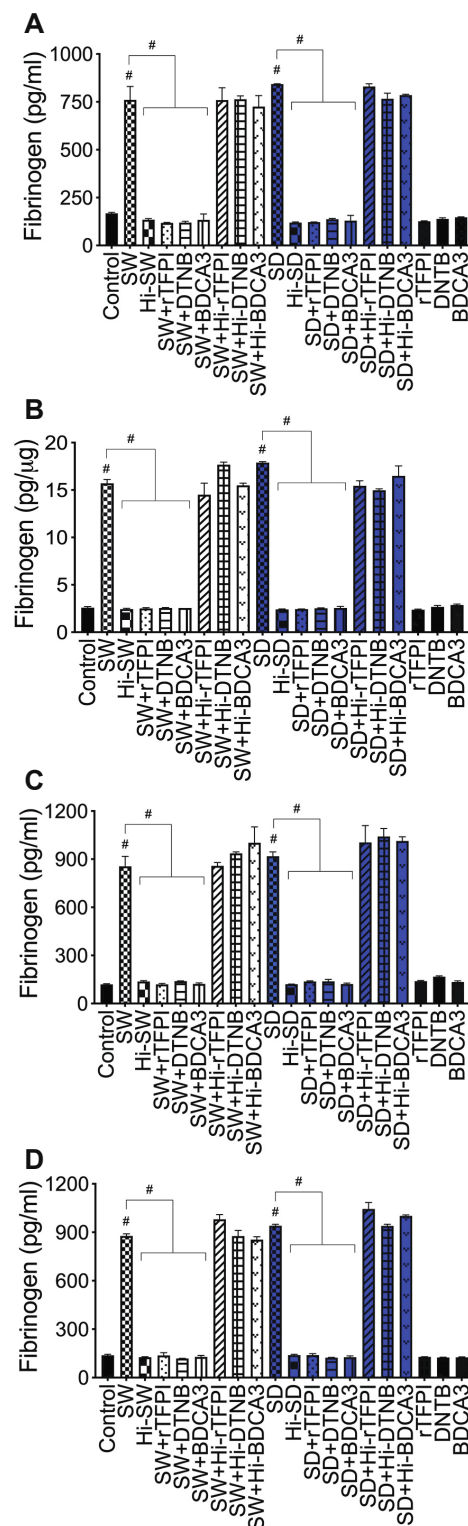 A
#
#
#
#
Fibrinogen (pg/ml)
1000
750
500
250
0
Control
SW
Hi-SW
SW+rTFPI
SW+DTNB
SW+BDCA3
SW+Hi-rTFPI
SW+Hi-DTNB
SW+Hi-BDCA3
SD
Hi-SD
SD+rTFPI
SD+DTNB
SD+BDCA3
SD+Hi-rTFPI
SD+Hi-DTNB
SD+Hi-BDCA3
rTFPI
DNTB
BDCA3
B
#
#
#
#
Fibrinogen (pg/µg)
20
15
10
5
0
Control
SW
Hi-SW
SW+rTFPI
SW+DTNB
SW+BDCA3
SW+Hi-rTFPI
SW+Hi-DTNB
SW+Hi-BDCA3
SD
Hi-SD
SD+rTFPI
SD+DTNB
SD+BDCA3
SD+Hi-rTFPI
SD+Hi-DTNB
SD+Hi-BDCA3
rTFPI
DNTB
BDCA3
C
#
#
#
#
Fibrinogen (pg/ml)
1200
900
600
300
0
Control
SW
Hi-SW
SW+rTFPI
SW+DTNB
SW+BDCA3
SW+Hi-rTFPI
SW+Hi-DTNB
SW+Hi-BDCA3
SD
Hi-SD
SD+rTFPI
SD+DTNB
SD+BDCA3
SD+Hi-rTFPI
SD+Hi-DTNB
SD+Hi-BDCA3
rTFPI
DNTB
BDCA3
D
#
#
#
#
Fibrinogen (pg/ml)
1200
900
600
300
0
Control
SW
Hi-SW
SW+rTFPI
SW+DTNB
SW+BDCA3
SW+Hi-rTFPI
SW+Hi-DTNB
SW+Hi-BDCA3
SD
Hi-SD
SD+rTFPI
SD+DTNB
SD+BDCA3
SD+Hi-rTFPI
SD+Hi-DTNB
SD+Hi-BDCA3
rTFPI
DNTB
BDCA3